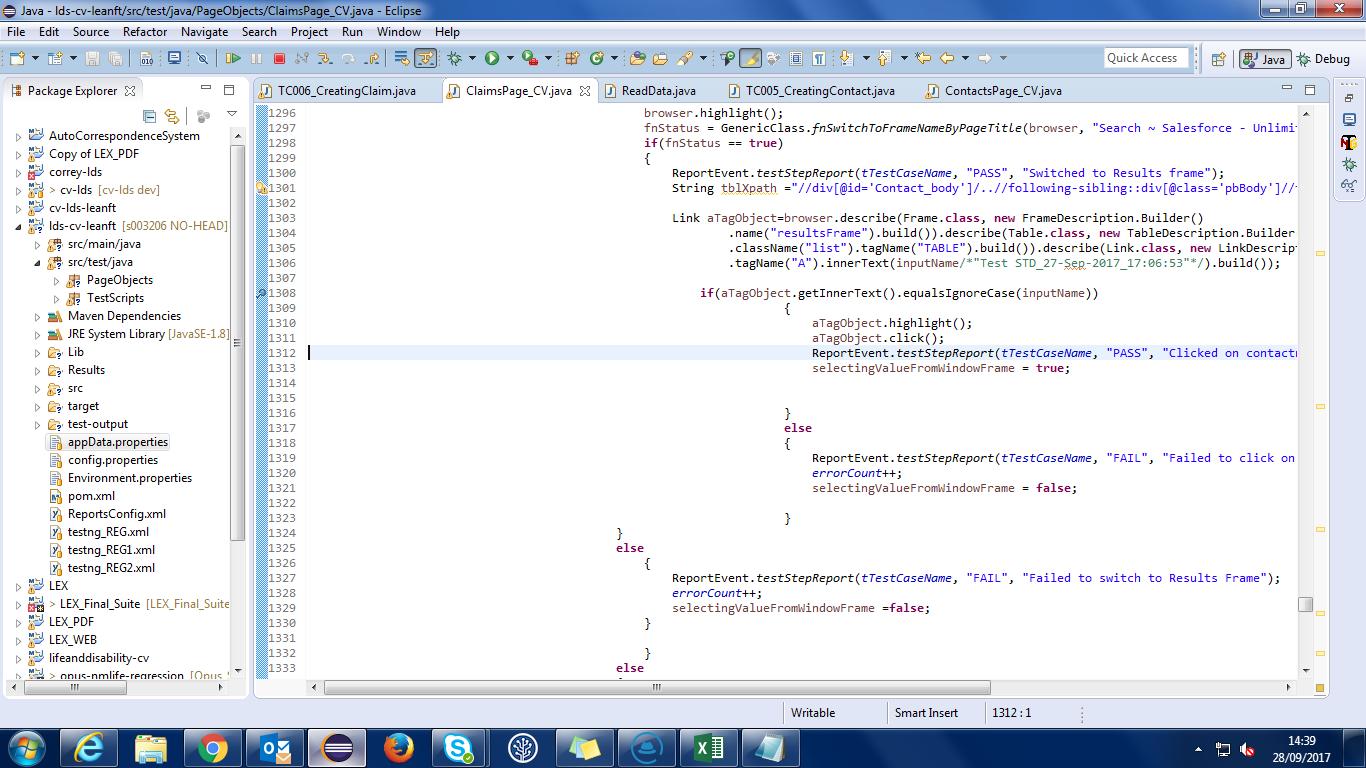 Java - lds-cv-leanft/src/test/java/PageObjects/ClaimsPage_CV.java - Eclipse
File Edit Source Refactor Navigate Search Project Run Window Help
Quick Access
Java
Debug
Package Explorer
AutoCorrespondenceSystem
Copy of LEX_PDF
correy-lds
> cv-lds [cv-lds dev]
cv-lds-leanft
lds-cv-leanft [s003206 NO-HEAD]
src/main/java
src/test/java
PageObjects
TestScripts
Maven Dependencies
JRE System Library [JavaSE-1.8]
Lib
Results
src
target
test-output
appData.properties
config.properties
Environment.properties
pom.xml
ReportsConfig.xml
testng_REG.xml
testng_REG1.xml
testng_REG2.xml
LEX
> LEX_Final_Suite [LEX_Final_Suite
LEX_PDF
LEX_WEB
lifeanddisability-cv
> opus-nmlife-regression [Opus_
TC006_CreatingClaim.java
ClaimsPage_CV.java
ReadData.java
TC005_CreatingContact.java
ContactsPage_CV.java
1296 browser.highlight();
1297 fnStatus = GenericClass.fnSwitchToFrameNameByPageTitle(browser, "Search ~ Salesforce - Unlimit
1298 if(fnStatus == true)
1299 {
1300 ReportEvent.testStepReport(tTestCaseName, "PASS", "Switched to Results frame");
1301 String tblXpath ="//div[@id='Contact_body']/..//following-sibling::div[@class='pbBody']//
1302
1303 Link aTagObject=browser.describe(Frame.class, new FrameDescription.Builder()
1304 .name("resultsFrame").build()).describe(Table.class, new TableDescription.Builder
1305 .className("list").tagName("TABLE").build()).describe(Link.class, new LinkDescript
1306 .tagName("A").innerText(inputName/*"Test STD_27-Sep-2017_17:06:53"*/).build());
1307
1308 if(aTagObject.getInnerText().equalsIgnoreCase(inputName))
1309 {
1310 aTagObject.highlight();
1311 aTagObject.click();
1312 ReportEvent.testStepReport(tTestCaseName, "PASS", "Clicked on contactn
1313 selectingValueFromWindowFrame = true;
1314
1315
1316 }
1317 else
1318 {
1319 ReportEvent.testStepReport(tTestCaseName, "FAIL", "Failed to click on
1320 errorCount++;
1321 selectingValueFromWindowFrame = false;
1322
1323 }
1324 }
1325 else
1326 {
1327 ReportEvent.testStepReport(tTestCaseName, "FAIL", "Failed to switch to Results Frame");
1328 errorCount++;
1329 selectingValueFromWindowFrame =false;
1330 }
1331
1332 }
1333 else
Writable
Smart Insert
1312 : 1
14:39
28/09/2017